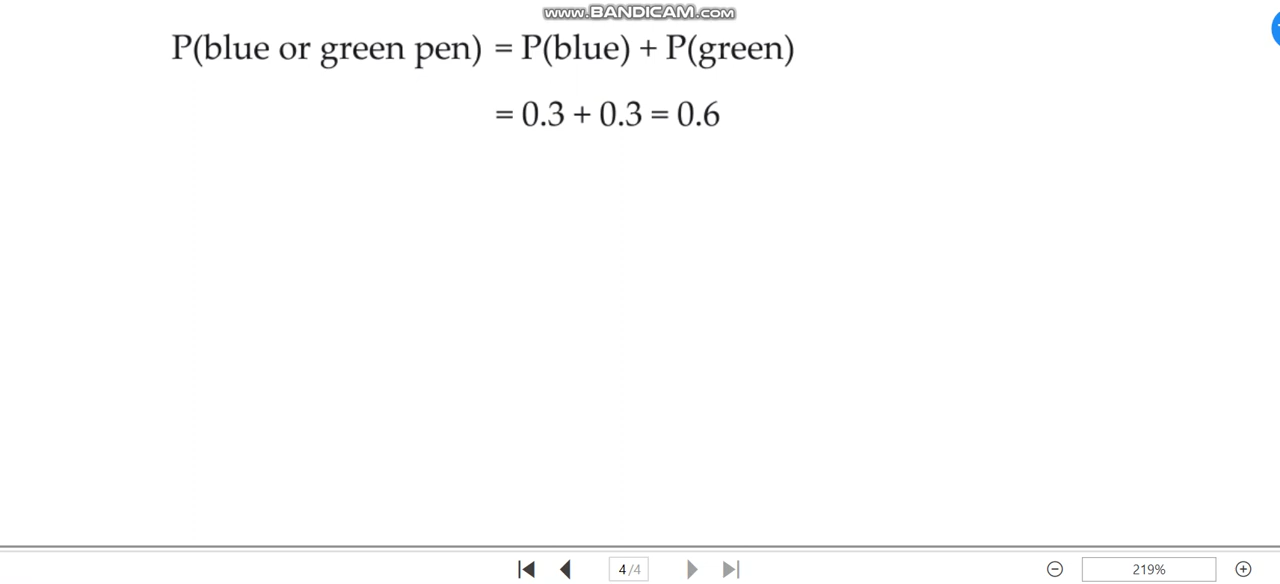 www.BANDICAM.com
P(blue or green pen) = P(blue) + P(green)
= 0.3 + 0.3 = 0.6
4 /4
219%